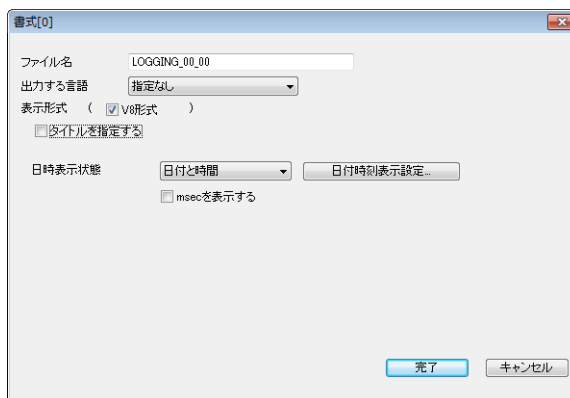 書式[0]
ファイル名 LOGGING_00_00
出力する言語 指定なし
表示形式 ( V8形式 )
タイトルを指定する
日時表示状態 日付と時間 日付時刻表示設定...
msecを表示する
完了 キャンセル